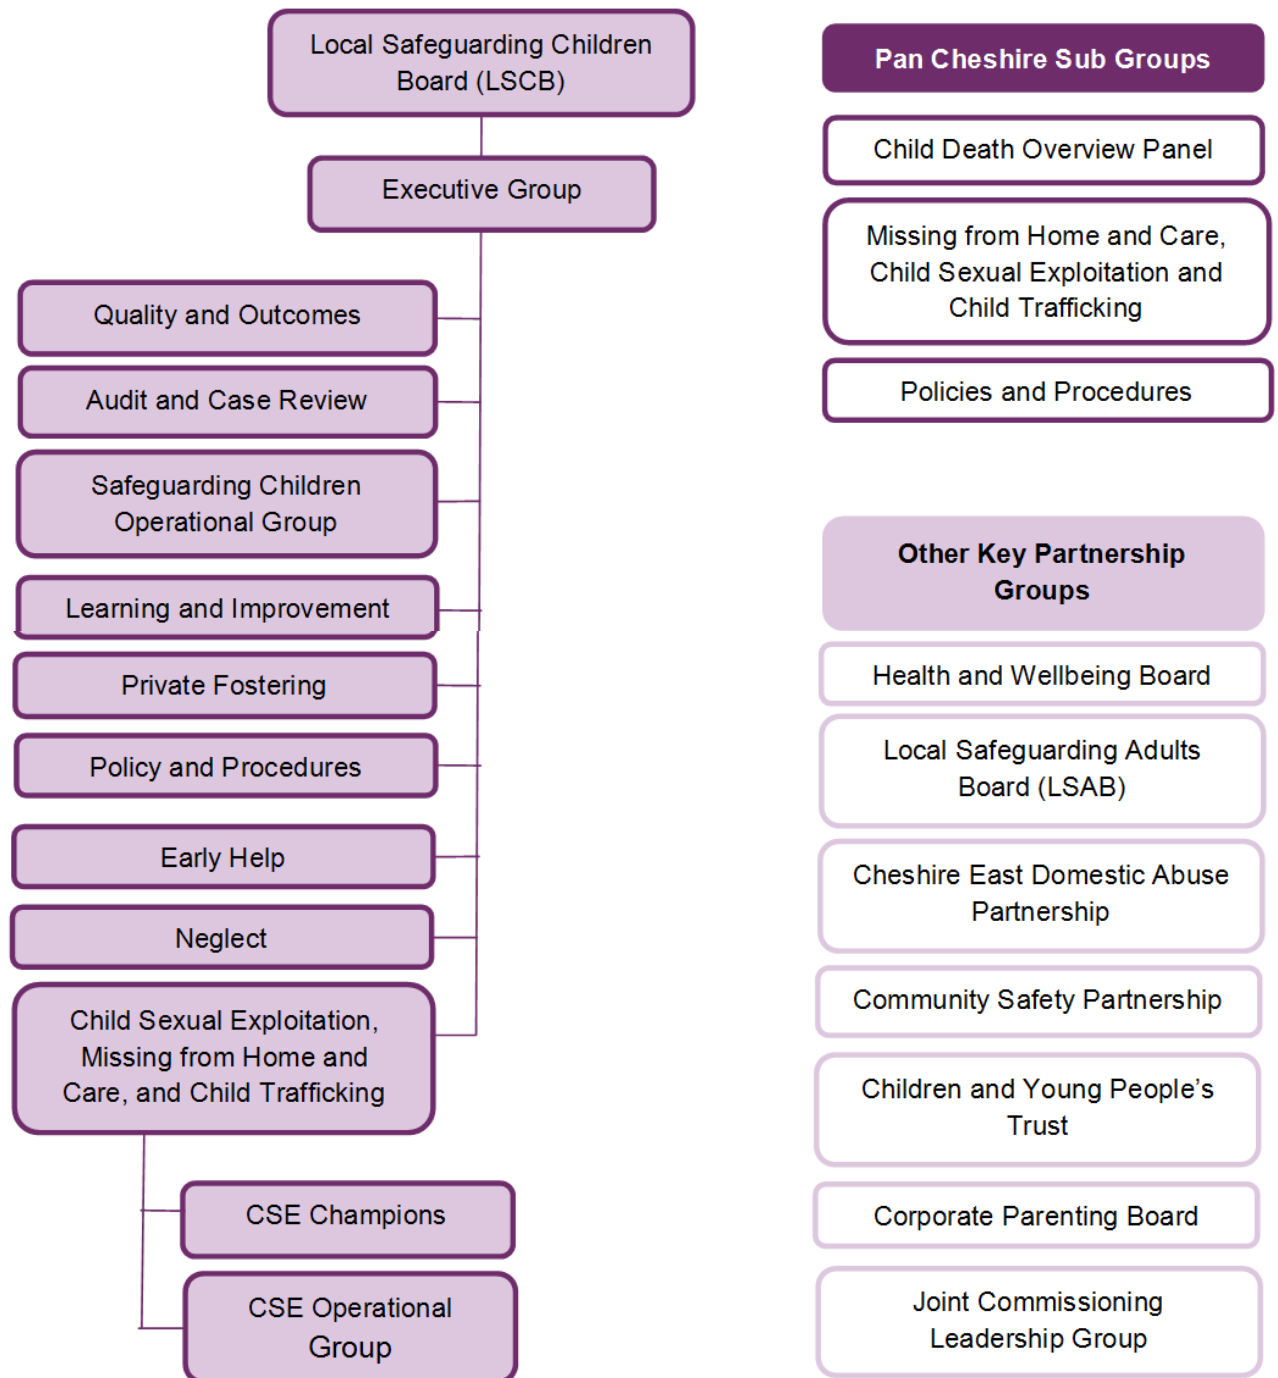 Local Safeguarding Children
Board (LSCB)
Executive Group
Quality and Outcomes
Audit and Case Review
Safeguarding Children
Operational Group
Learning and Improvement
Private Fostering
Policy and Procedures
Early Help
Neglect
Child Sexual Exploitation,
Missing from Home and
Care, and Child Trafficking
CSE Champions
CSE Operational
Group
Pan Cheshire Sub Groups
Child Death Overview Panel
Missing from Home and Care,
Child Sexual Exploitation and
Child Trafficking
Policies and Procedures
Other Key Partnership
Groups
Health and Wellbeing Board
Local Safeguarding Adults
Board (LSAB)
Cheshire East Domestic Abuse
Partnership
Community Safety Partnership
Children and Young People’s
Trust
Corporate Parenting Board
Joint Commissioning
Leadership Group